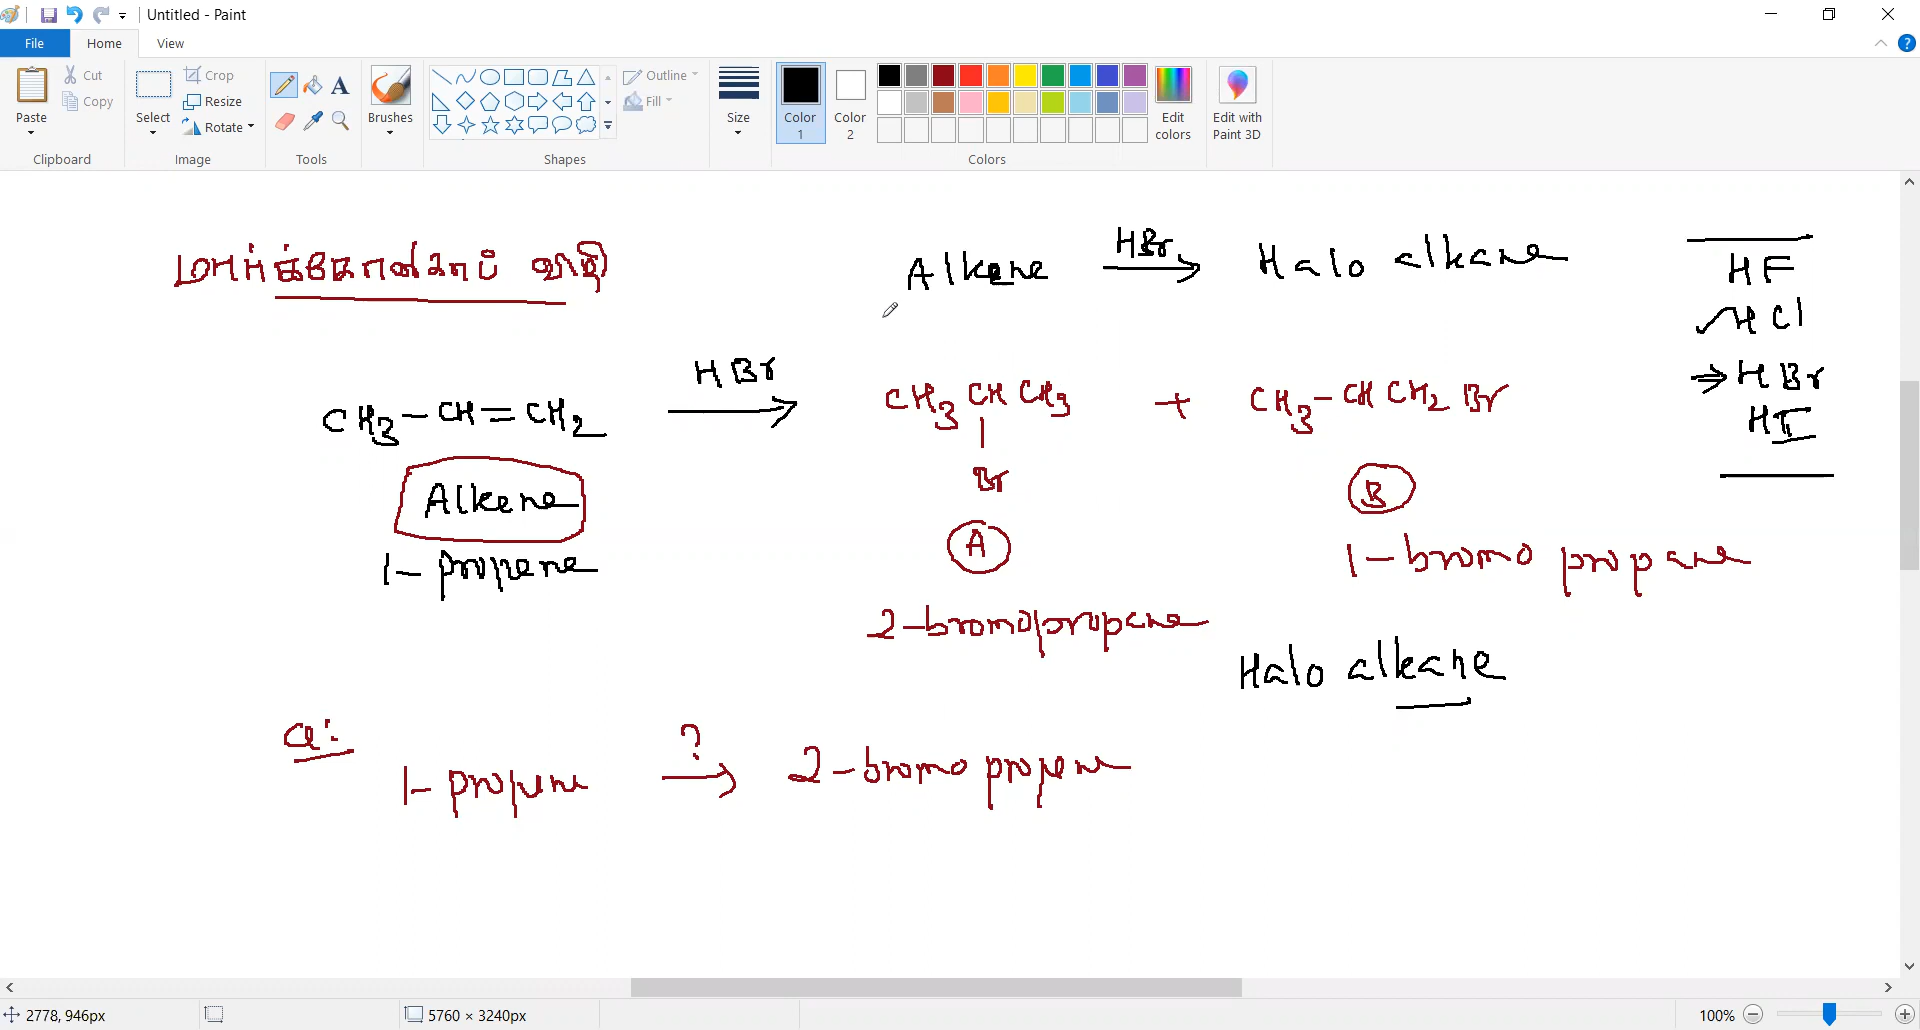 Untitled - Paint
File Home View
Paste
Cut
Copy
Clipboard
Select
Crop
Resize
Rotate
Image
Tools
Brushes
Shapes
Outline
Fill
Size
Color 1
Color 2
Colors
Edit colors
Edit with Paint 3D
Alkene HBr Halo alkane
HF
HCl
HBr
HI
CH3-CH=CH2 HBr CH3 CH CH3 + CH3-CH CH2 Br
Br
Alkene
A
B
1-propene
2-bromopropane
1-bromo propane
Halo alkane
Q:
1-propene ? 2-bromo propene
2778, 946px
5760 × 3240px
100%